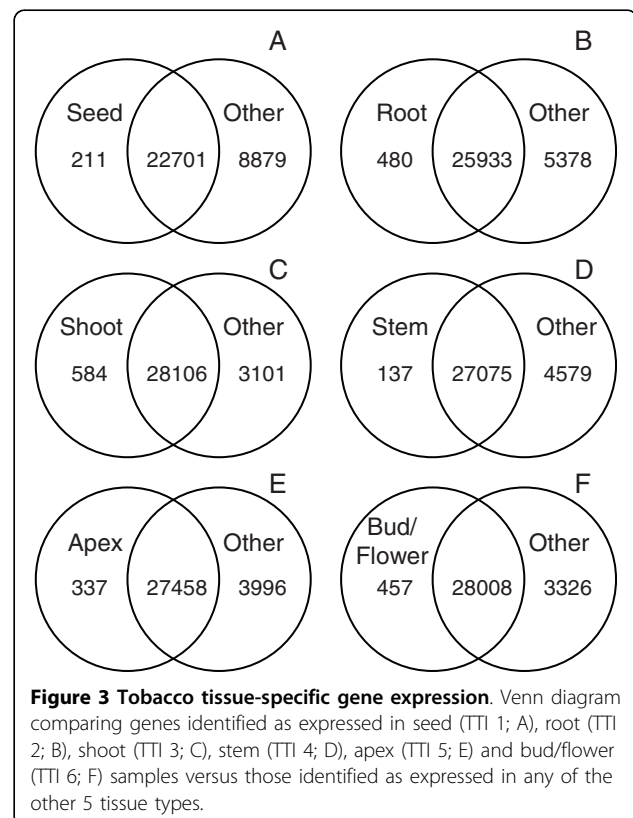 A
B
Seed Other
Root Other
211 22701 8879
480 25933 5378
C
D
Shoot Other
Stem Other
584 28106 3101
137 27075 4579
E
F
Apex Other
Bud/
Flower Other
337 27458 3996
457 28008 3326
Figure 3 Tobacco tissue-specific gene expression. Venn diagram
comparing genes identified as expressed in seed (TTI 1; A), root (TTI
2; B), shoot (TTI 3; C), stem (TTI 4; D), apex (TTI 5; E) and bud/flower
(TTI 6; F) samples versus those identified as expressed in any of the
other 5 tissue types.